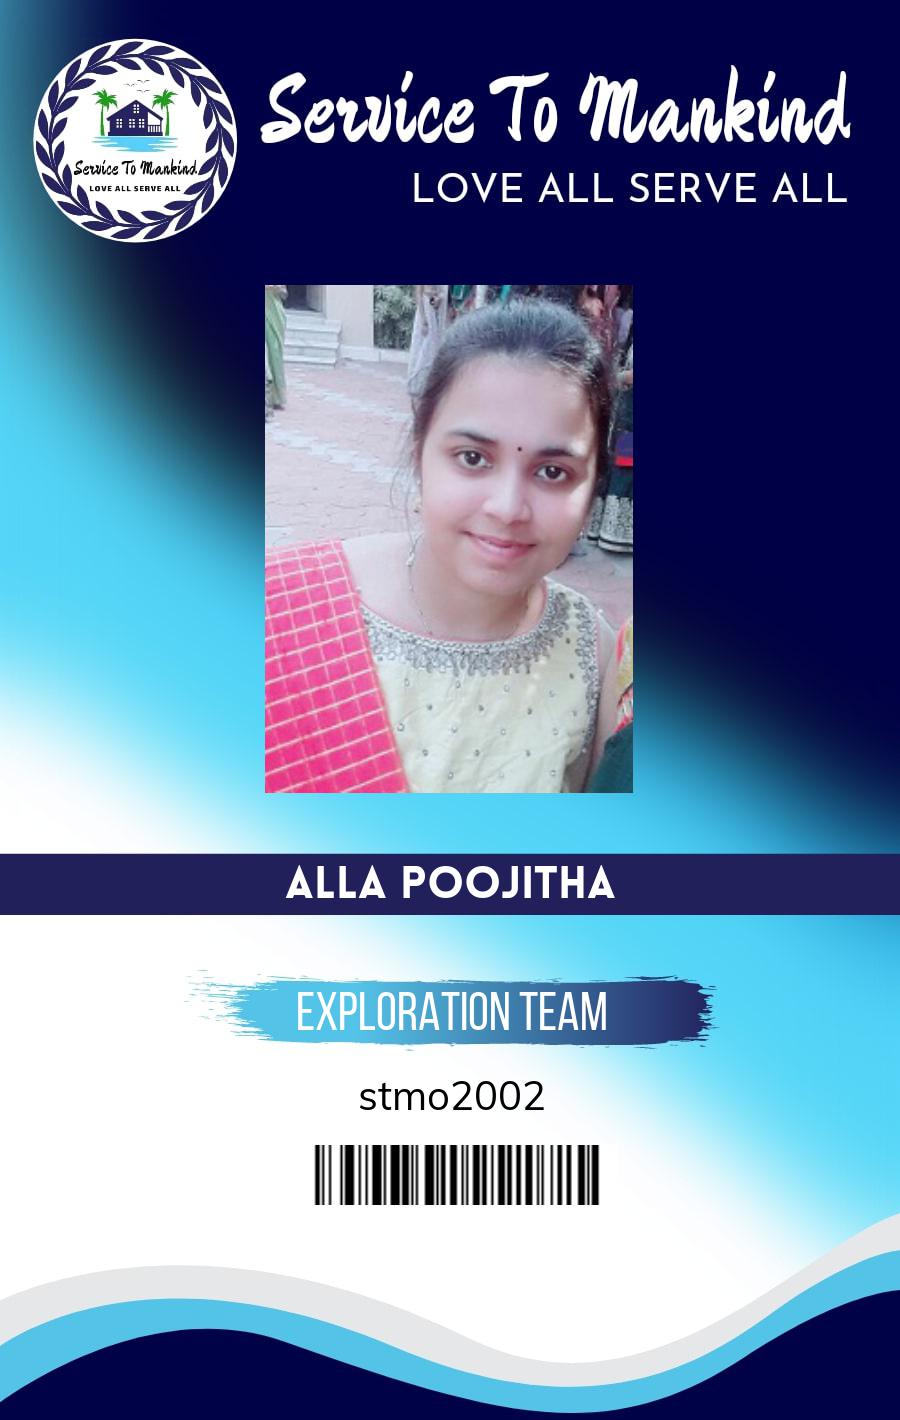 Service To Mankind
LOVE ALL SERVE ALL
Service To Mankind
LOVE ALL SERVE ALL
ALLA POOJITHA
EXPLORATION TEAM
stmo2002